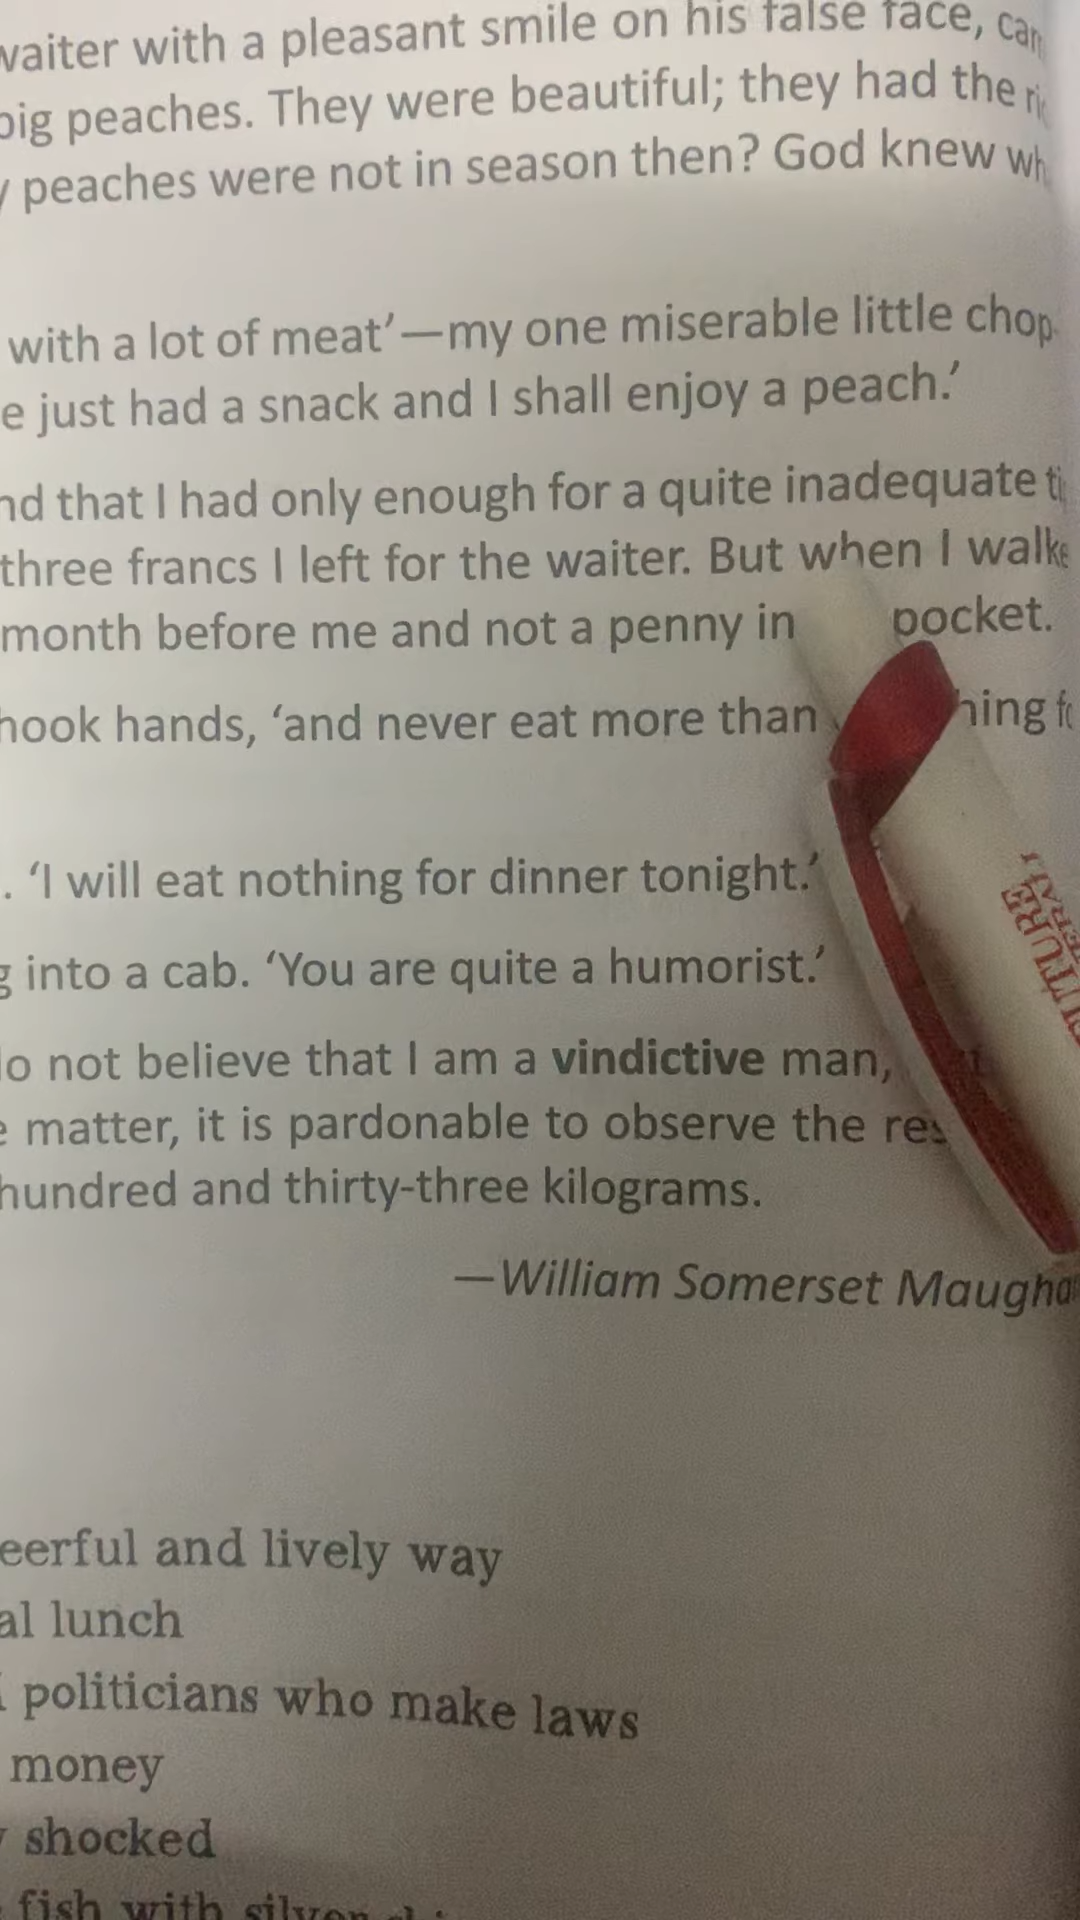 waiter with a pleasant smile on his false face,
big peaches. They were beautiful; they had the
peaches were not in season then? God knew
with a lot of meat’—my one miserable little chop
just had a snack and I shall enjoy a peach.’
that I had only enough for a quite inadequate
three francs I left for the waiter. But when I
month before me and not a penny in pocket.
hands, ‘and never eat more than
. ‘I will eat nothing for dinner tonight.’
into a cab. ‘You are quite a humorist.’
not believe that I am a vindictive man,
matter, it is pardonable to observe the
hundred and thirty-three kilograms.
—William Somerset Maugha
eerful and lively way
al lunch
politicians who make laws
money
shocked
fish with silver